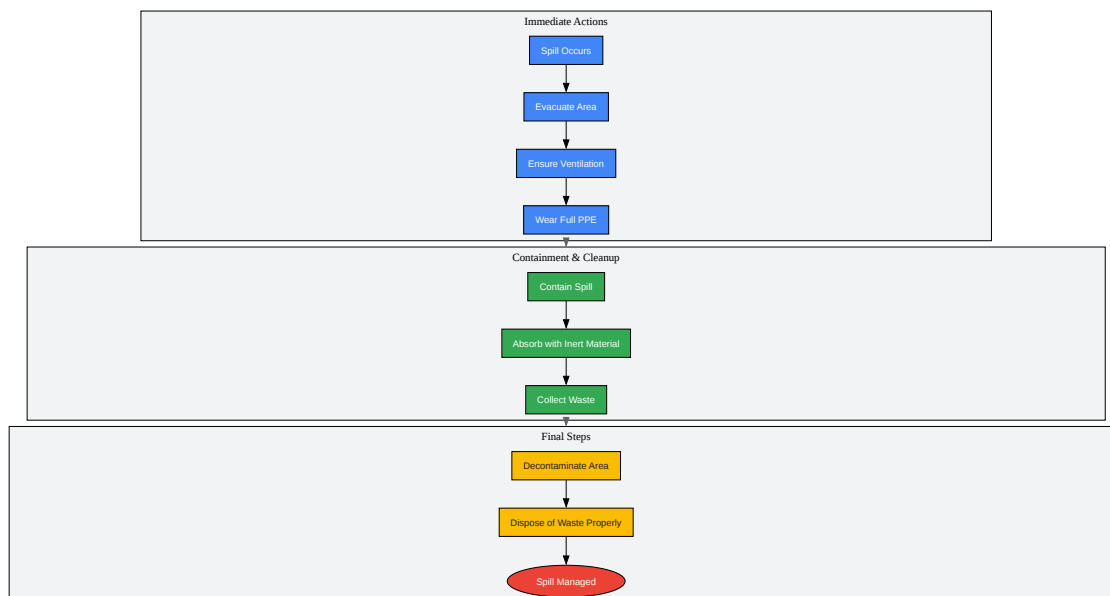 Immediate Actions
Spill Occurs
Evacuate Area
Ensure Ventilation
Wear Full PPE
Containment & Cleanup
Contain Spill
Absorb with Inert Material
Collect Waste
Final Steps
Decontaminate Area
Dispose of Waste Properly
Spill Managed